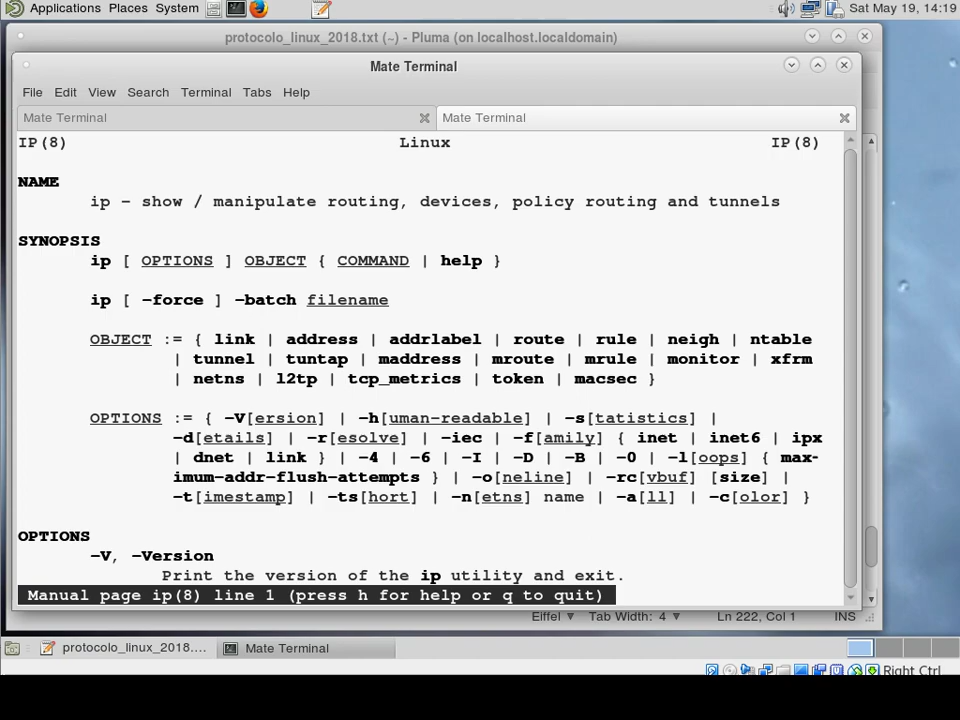 Applications Places System Sat May 19, 14:19
protocolo_linux_2018.txt (~) - Pluma (on localhost.localdomain)
Mate Terminal
File Edit View Search Terminal Tabs Help
Mate Terminal Mate Terminal
IP(8) Linux IP(8)
NAME
ip - show / manipulate routing, devices, policy routing and tunnels
SYNOPSIS
ip [ OPTIONS ] OBJECT { COMMAND | help }
ip [ -force ] -batch filename
OBJECT := { link | address | addrlabel | route | rule | neigh | ntable
| tunnel | tuntap | maddress | mroute | mrule | monitor | xfrm
| netns | l2tp | tcp_metrics | token | macsec }
OPTIONS := { -V[ersion] | -h[uman-readable] | -s[tatistics] |
-d[etails] | -r[esolve] | -iec | -f[amily] { inet | inet6 | ipx
| dnet | link } | -4 | -6 | -I | -D | -B | -0 | -l[oops] { max-
imum-addr-flush-attempts } | -o[neline] | -rc[vbuf] [size] |
-t[imestamp] | -ts[hort] | -n[etns] name | -a[ll] | -c[olor] }
OPTIONS
-V, -Version
Print the version of the ip utility and exit.
Manual page ip(8) line 1 (press h for help or q to quit)
Eiffel Tab Width: 4 Ln 222, Col 1 INS
protocolo_linux_2018.... Mate Terminal
Right Ctrl